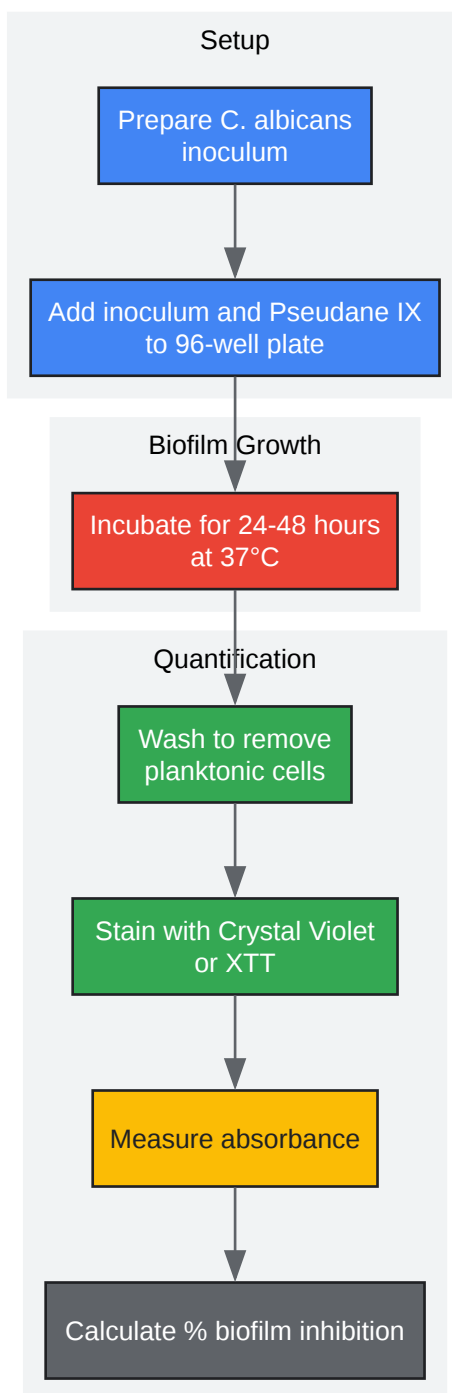 Setup
Prepare C. albicans
inoculum
Add inoculum and Pseudane IX
to 96-well plate
Biofilm Growth
Incubate for 24-48 hours
at 37°C
Quantification
Wash to remove
planktonic cells
Stain with Crystal Violet
or XTT
Measure absorbance
Calculate % biofilm inhibition